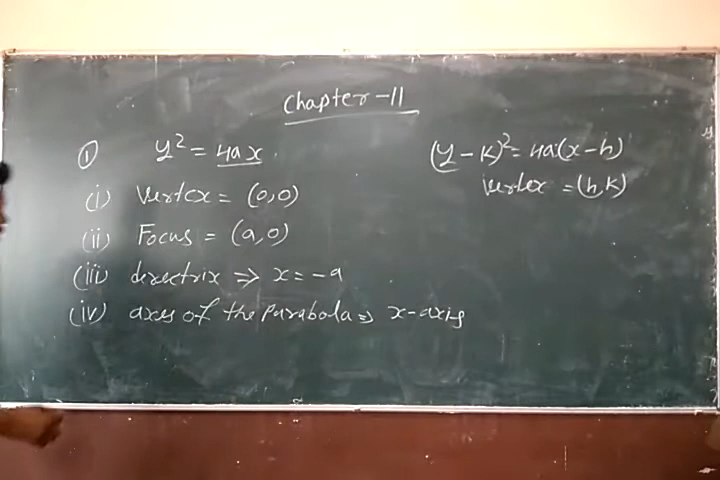 Chapter-11
① y² = 4ax
(i) Vertex = (0,0)
(ii) Focus = (a,0)
(iii) derectrix ⇒ x = -a
(iv) axes of the parabola ⇒ x-axis
(y-k)² = 4a(x-h)
vertex = (h,k)